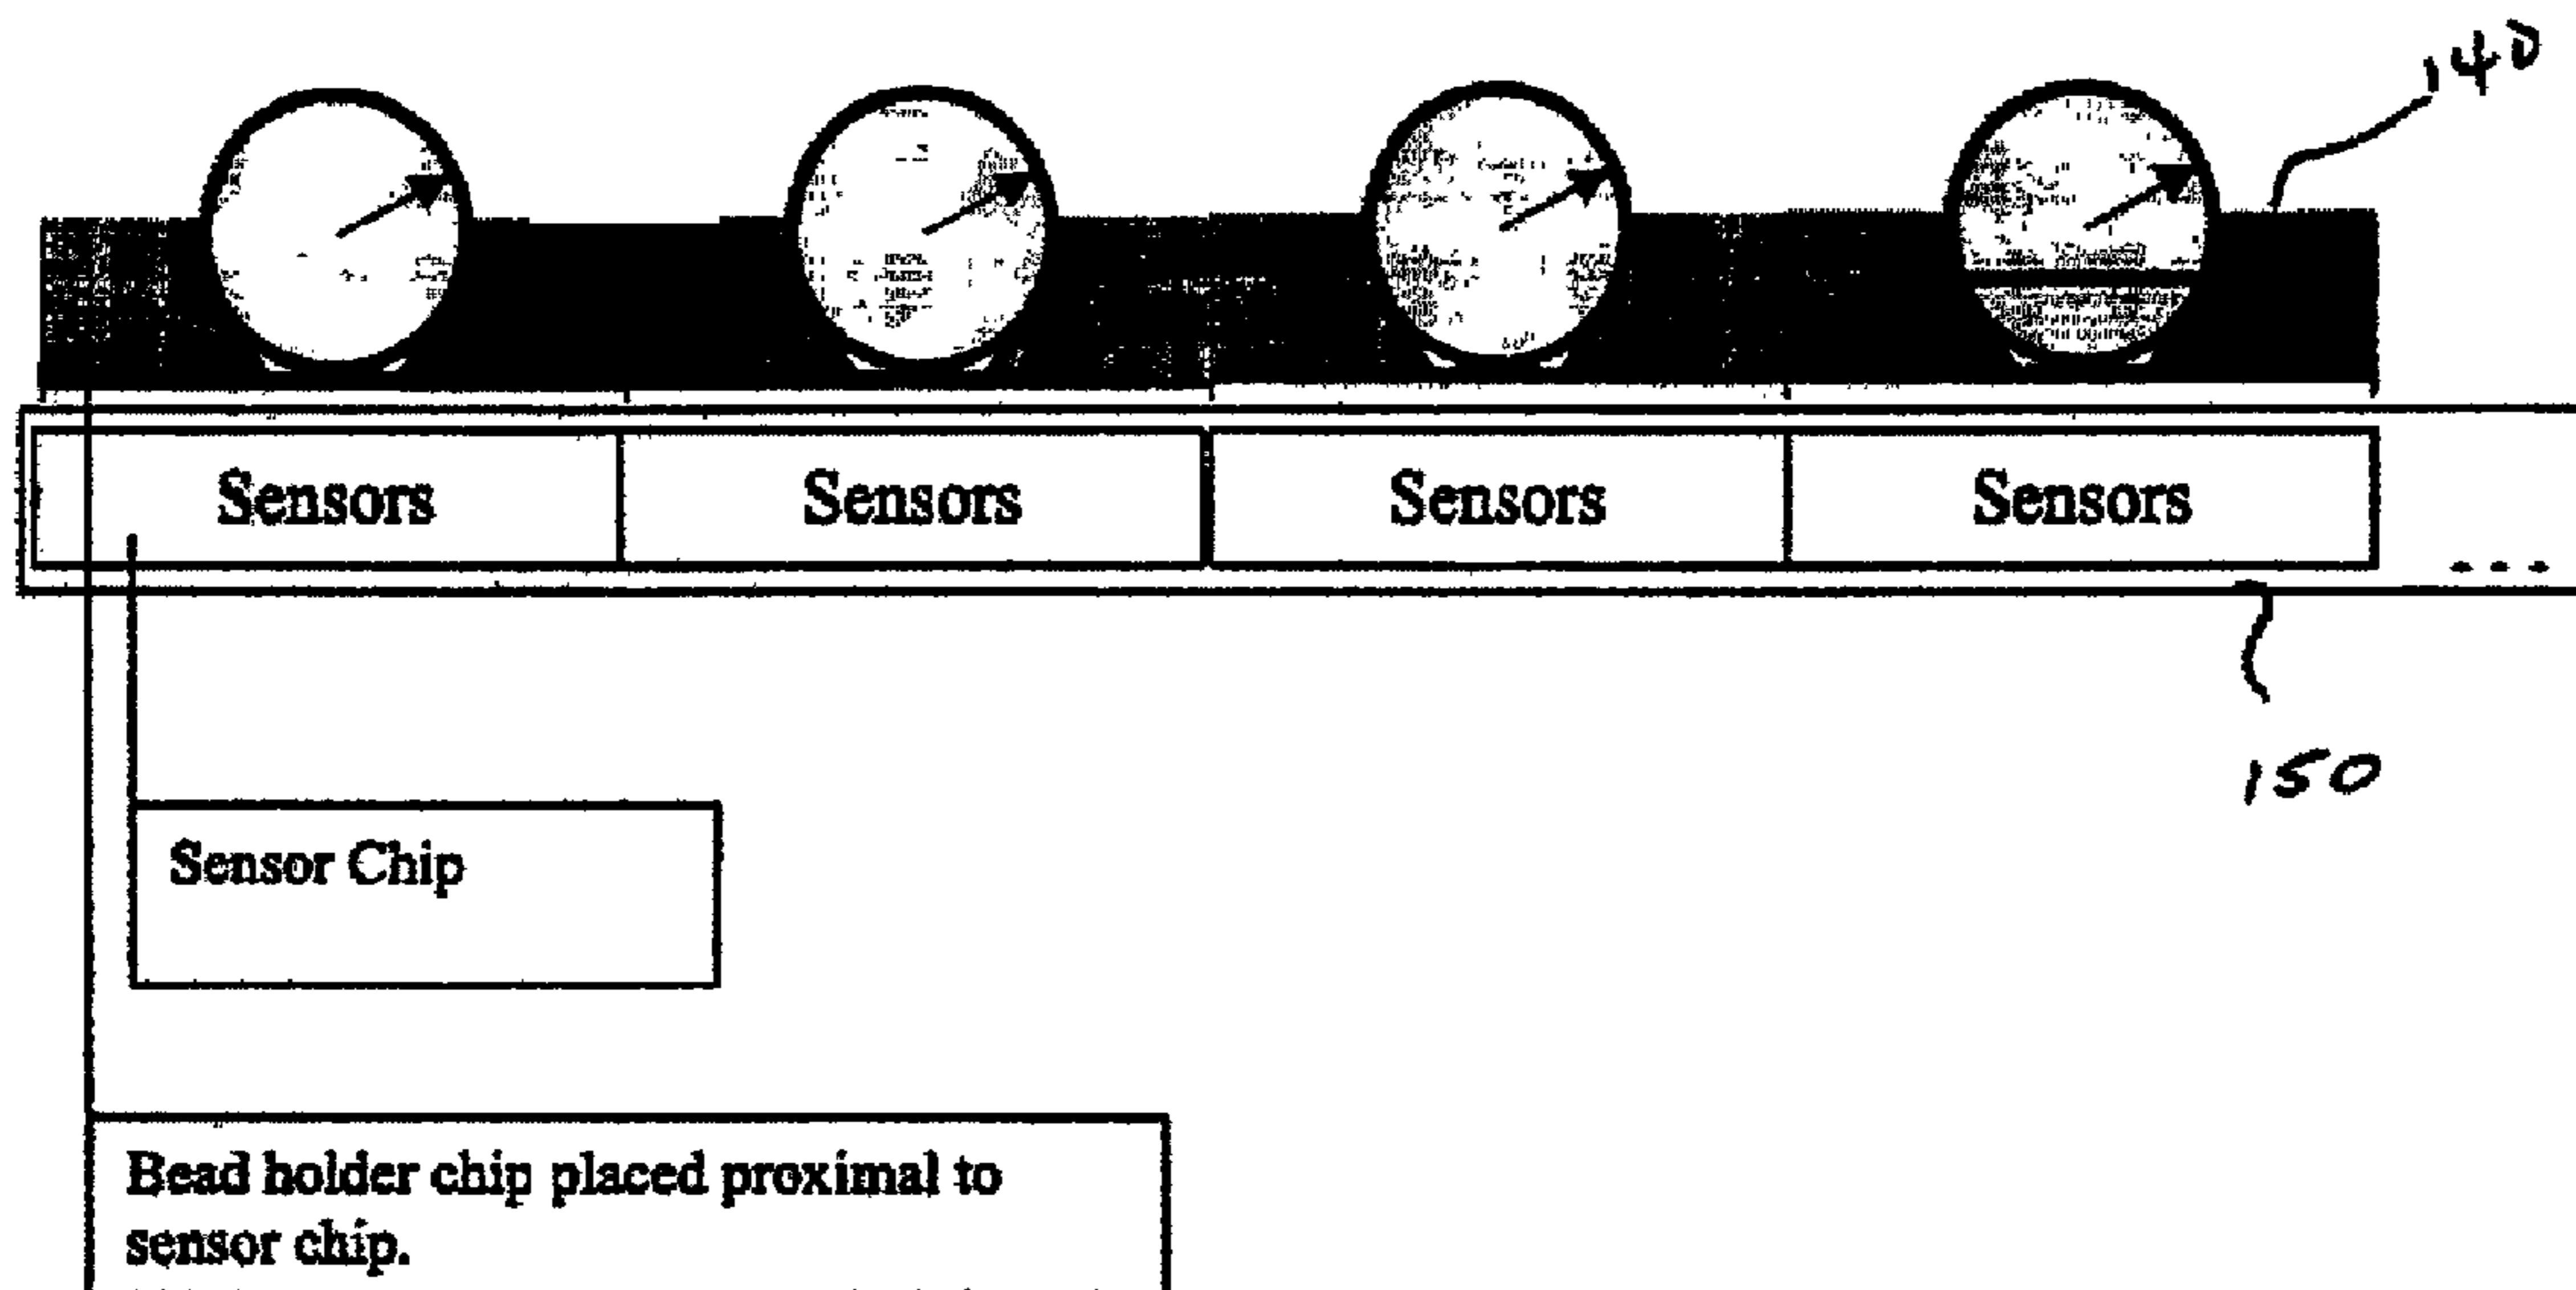 140
Sensors Sensors Sensors Sensors
...
150
Sensor Chip
Bead holder chip placed proximal to
sensor chip.